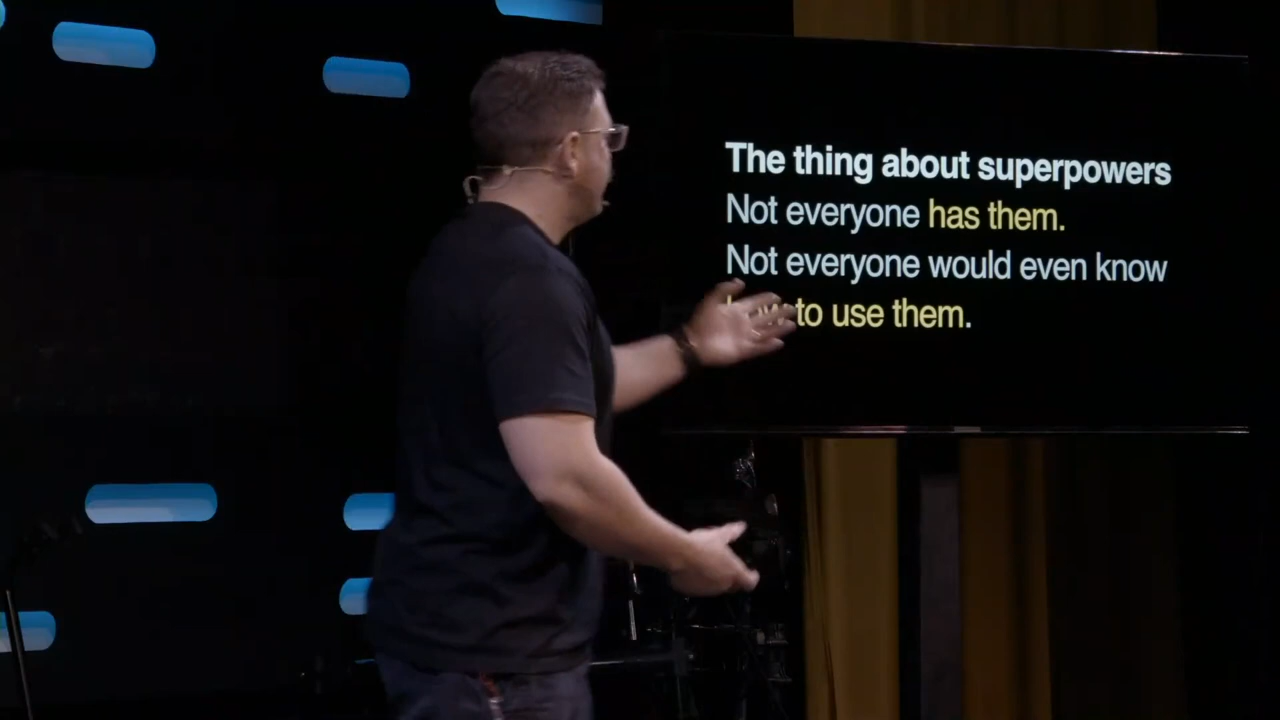 The thing about superpowers
Not everyone has them.
Not everyone would even know
to use them.